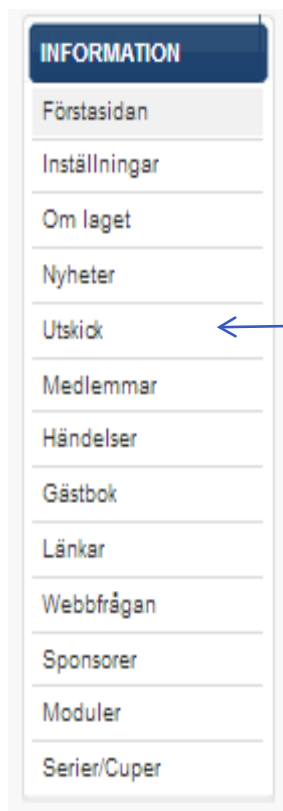 INFORMATION
Förstasidan
Inställningar
Om laget
Nyheter
Utskick
Medlemmar
Händelser
Gästbok
Länkar
Webbfrågan
Sponsorer
Moduler
Serier/Cuper